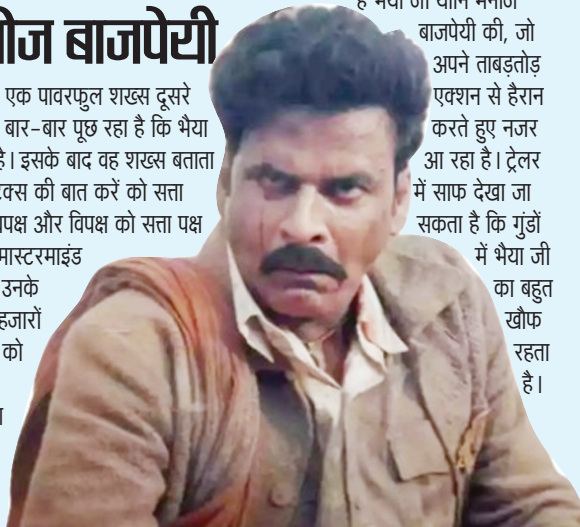 बाजपेयी
एक पावरफुल शख्स दूसरे
बार-बार पूछ रहा है कि भैया
है। इसके बाद वह शख्स बताता
की बात करें को सत्ता
और विपक्ष को सत्ता पक्ष
मास्टरमाइंड
उनके
हजारों
को
है भैया जी यानि मनोज
बाजपेयी की, जो
अपने ताबड़तोड़
एक्शन से हैरान
करते हुए नजर
आ रहा है। ट्रेलर
में साफ देखा जा
सकता है कि गुंडों
में भैया जी
का बहुत
खौफ
रहता
है।